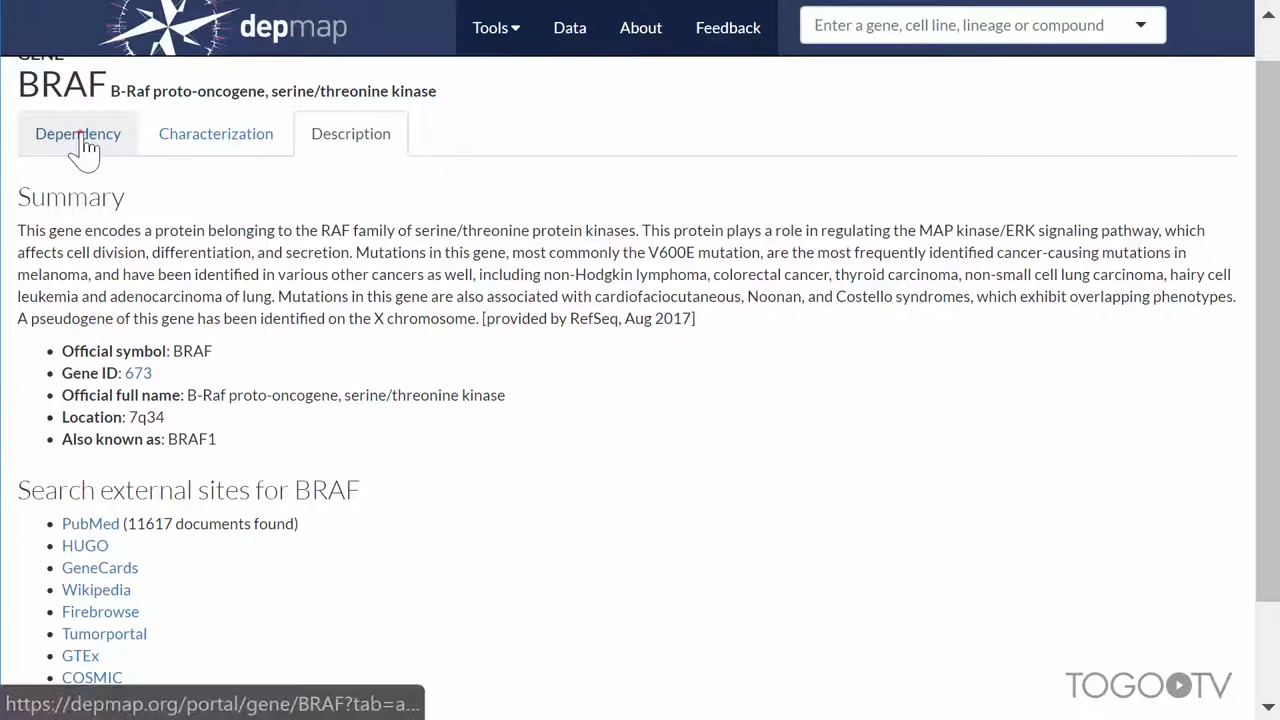 depmap
Tools
Data
About
Feedback
Enter a gene, cell line, lineage or compound
GENE
BRAF B-Raf proto-oncogene, serine/threonine kinase
Dependency
Characterization
Description
Summary
This gene encodes a protein belonging to the RAF family of serine/threonine protein kinases. This protein plays a role in regulating the MAP kinase/ERK signaling pathway, which
affects cell division, differentiation, and secretion. Mutations in this gene, most commonly the V600E mutation, are the most frequently identified cancer-causing mutations in
melanoma, and have been identified in various other cancers as well, including non-Hodgkin lymphoma, colorectal cancer, thyroid carcinoma, non-small cell lung carcinoma, hairy cell
leukemia and adenocarcinoma of lung. Mutations in this gene are also associated with cardiofaciocutaneous, Noonan, and Costello syndromes, which exhibit overlapping phenotypes.
A pseudogene of this gene has been identified on the X chromosome. [provided by RefSeq, Aug 2017]
• Official symbol: BRAF
• Gene ID: 673
• Official full name: B-Raf proto-oncogene, serine/threonine kinase
• Location: 7q34
• Also known as: BRAF1
Search external sites for BRAF
• PubMed (11617 documents found)
• HUGO
• GeneCards
• Wikipedia
• Firebrowse
• Tumorportal
• GTEx
• COSMIC
https://depmap.org/portal/gene/BRAF?tab=a...
TOGO TV